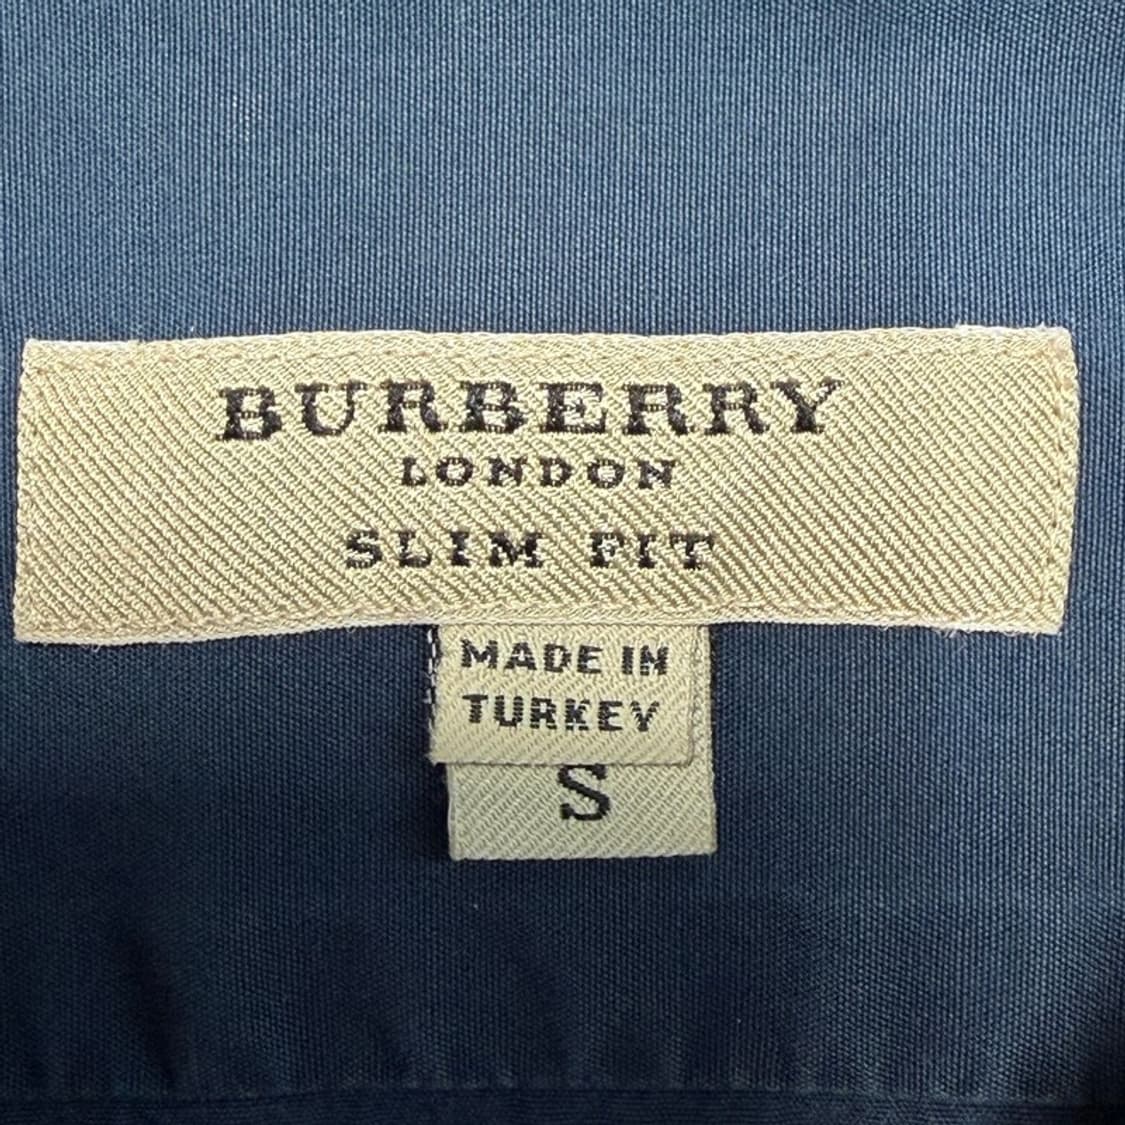 BURBERRY
LONDON
SLIM FIT
MADE IN
TURKEY
S